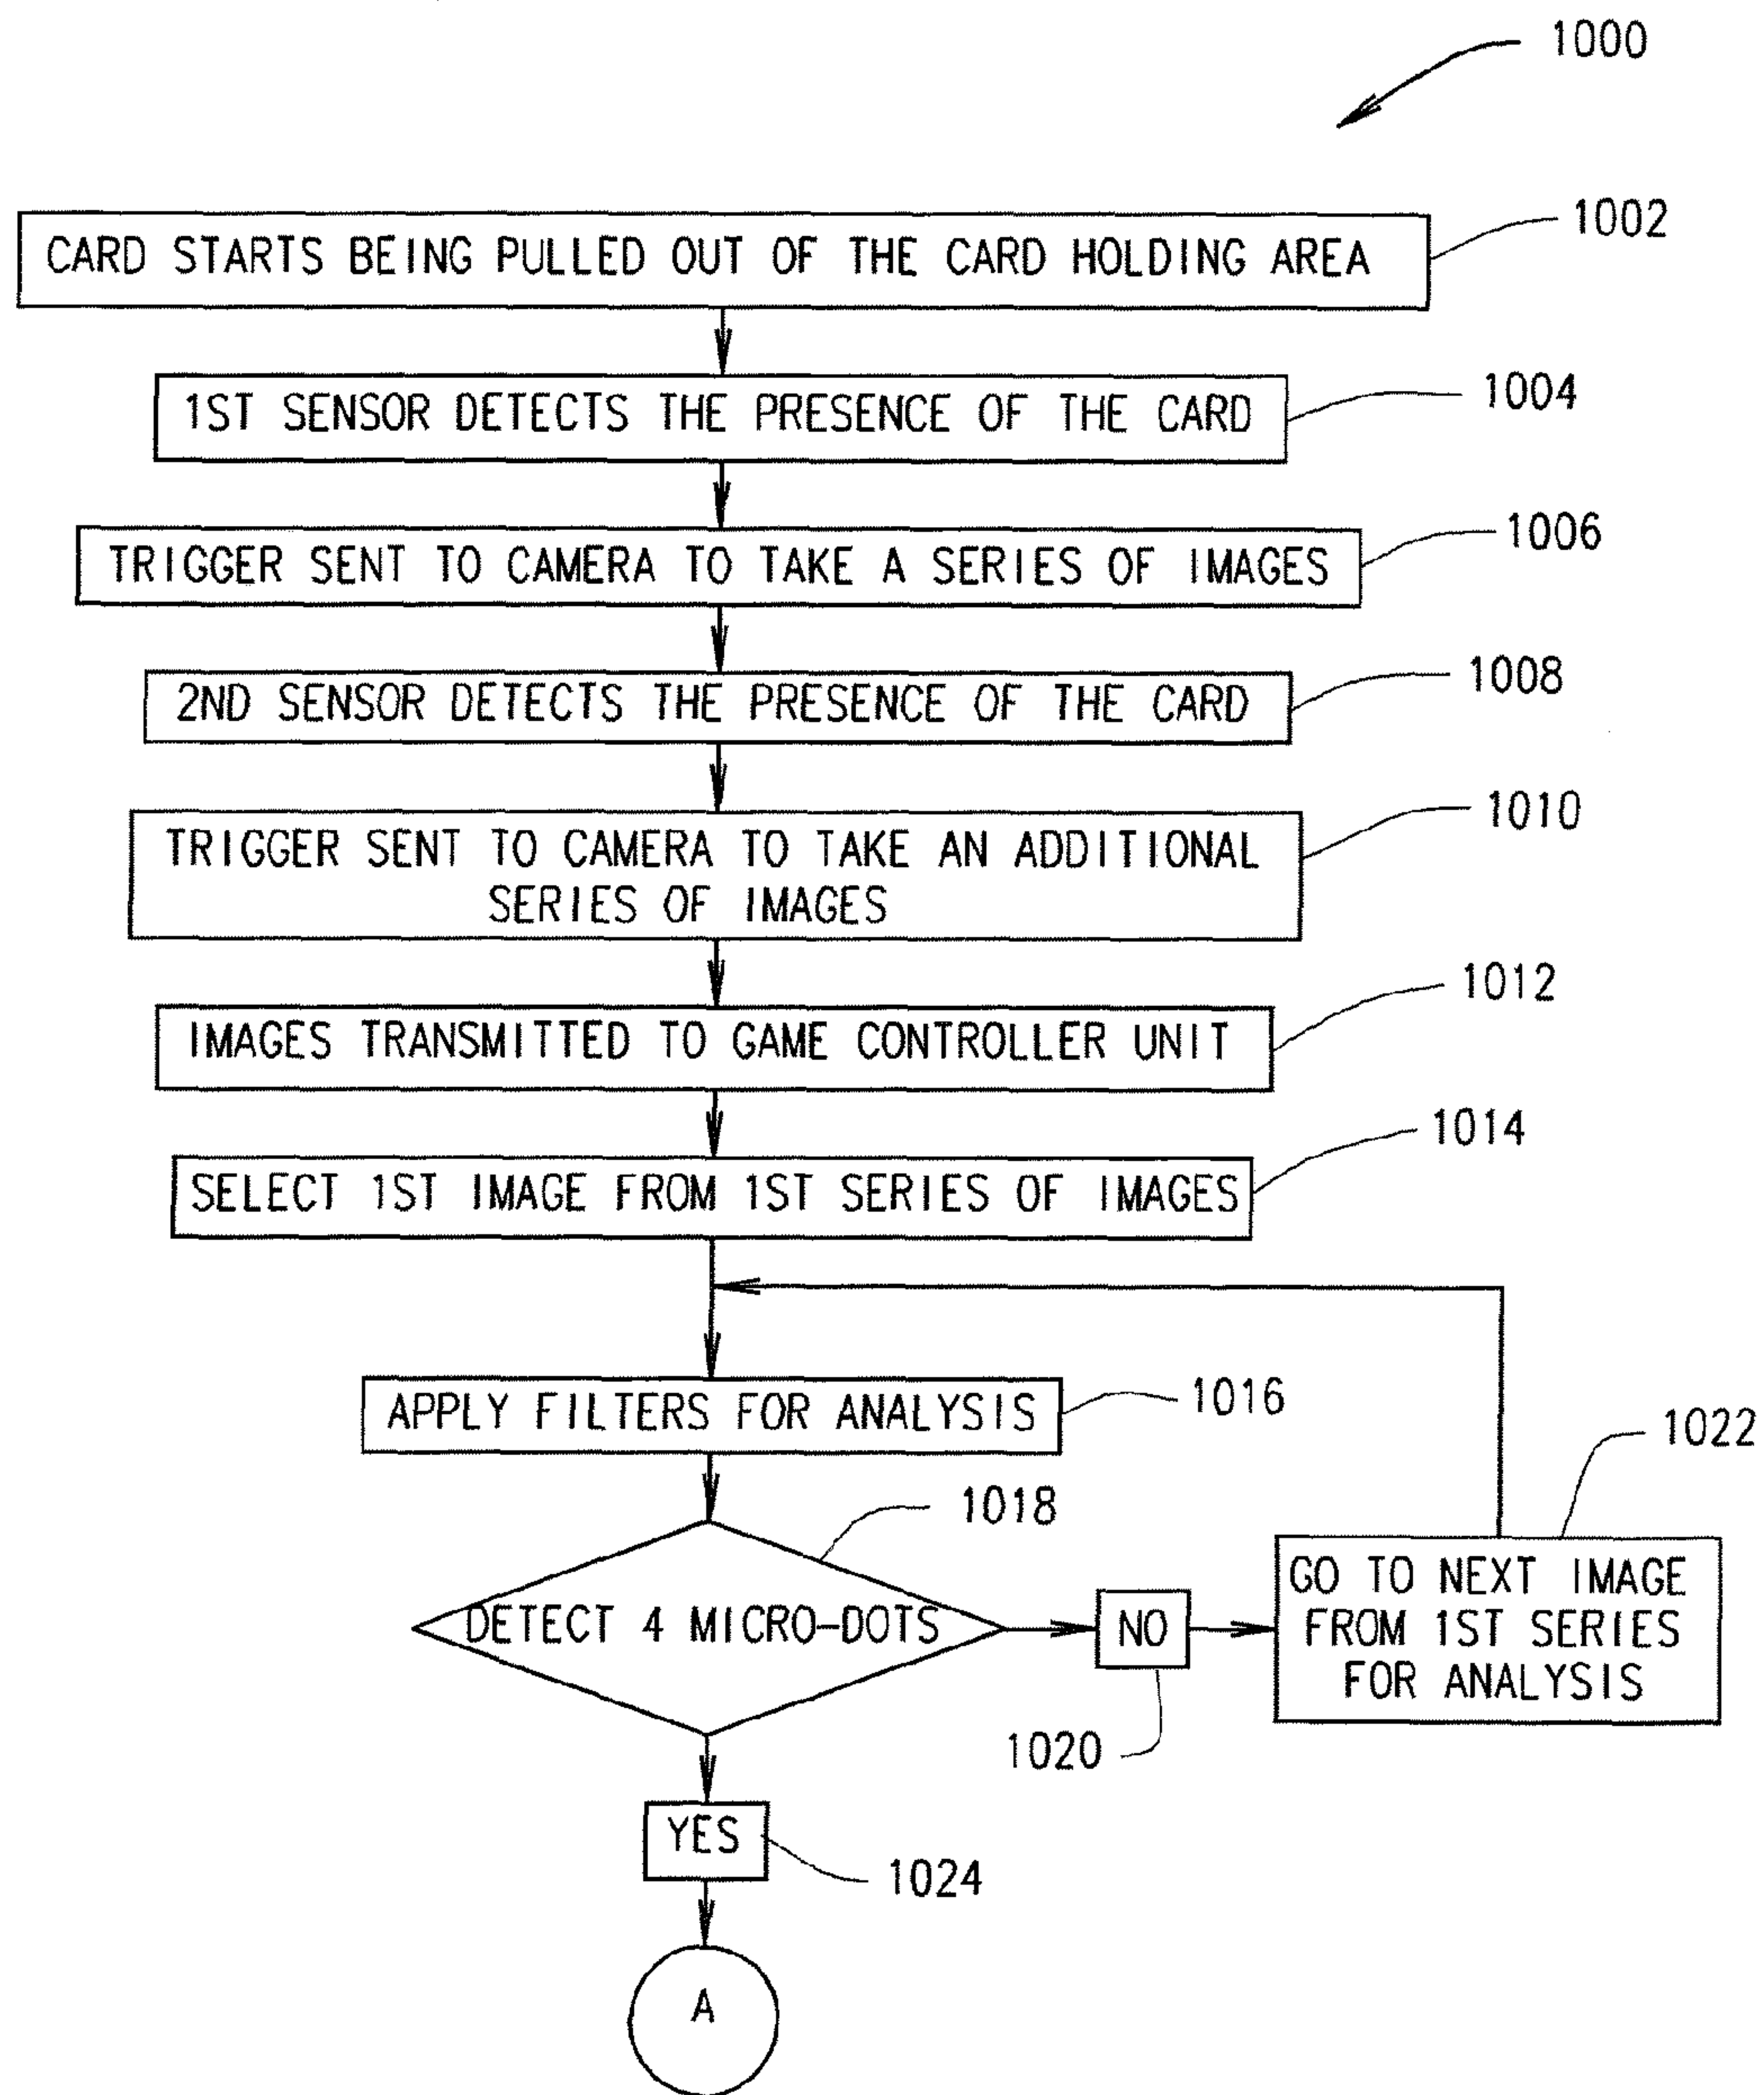 1000
CARD STARTS BEING PULLED OUT OF THE CARD HOLDING AREA
1002
1ST SENSOR DETECTS THE PRESENCE OF THE CARD
1004
TRIGGER SENT TO CAMERA TO TAKE A SERIES OF IMAGES
1006
2ND SENSOR DETECTS THE PRESENCE OF THE CARD
1008
TRIGGER SENT TO CAMERA TO TAKE AN ADDITIONAL
SERIES OF IMAGES
1010
IMAGES TRANSMITTED TO GAME CONTROLLER UNIT
1012
SELECT 1ST IMAGE FROM 1ST SERIES OF IMAGES
1014
APPLY FILTERS FOR ANALYSIS
1016
DETECT 4 MICRO-DOTS
1018
NO
1020
GO TO NEXT IMAGE
FROM 1ST SERIES
FOR ANALYSIS
1022
YES
1024
A